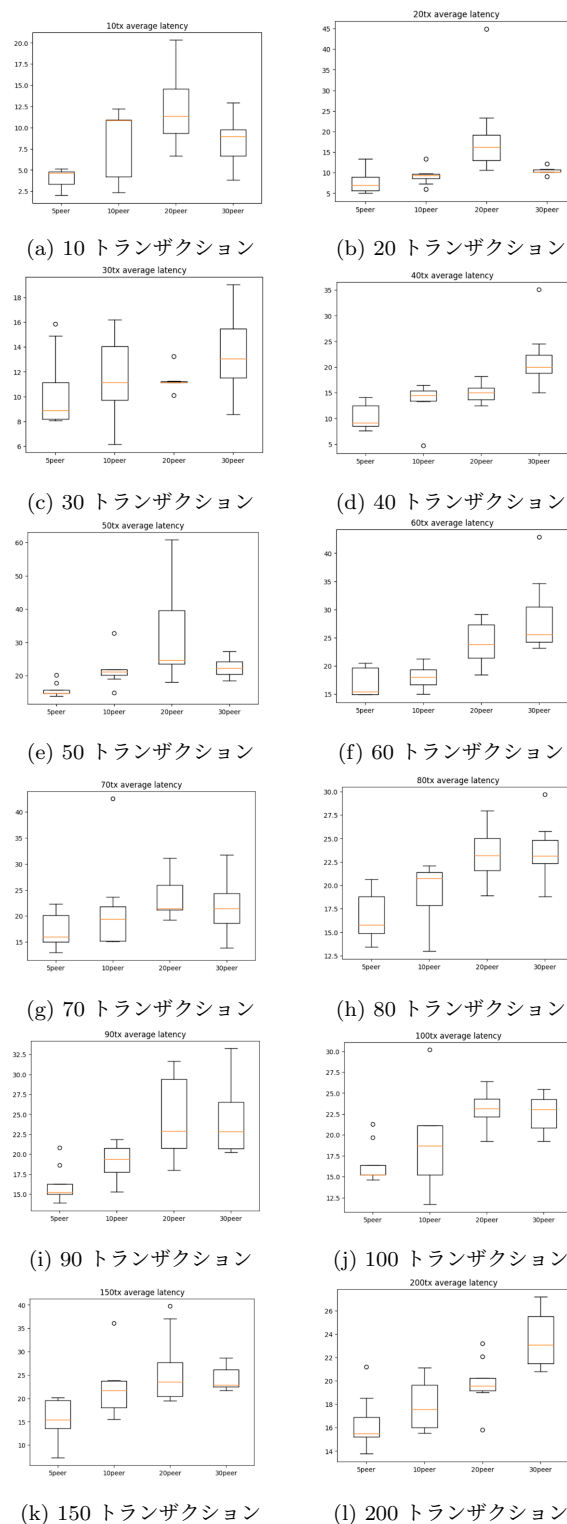 10tx average latency
20.0
17.5
15.0
12.5
10.0
7.5
5.0
2.5
5peer 10peer 20peer 30peer
(a) 10 トランザクション
20tx average latency
45
40
35
30
25
20
15
10
5
5peer 10peer 20peer 30peer
(b) 20 トランザクション
30tx average latency
18
16
14
12
10
8
6
5peer 10peer 20peer 30peer
(c) 30 トランザクション
40tx average latency
35
30
25
20
15
10
5
5peer 10peer 20peer 30peer
(d) 40 トランザクション
50tx average latency
60
50
40
30
20
5peer 10peer 20peer 30peer
(e) 50 トランザクション
60tx average latency
40
35
30
25
20
15
5peer 10peer 20peer 30peer
(f) 60 トランザクション
70tx average latency
40
35
30
25
20
15
5peer 10peer 20peer 30peer
(g) 70 トランザクション
80tx average latency
30.0
27.5
25.0
22.5
20.0
17.5
15.0
12.5
5peer 10peer 20peer 30peer
(h) 80 トランザクション
90tx average latency
32.5
30.0
27.5
25.0
22.5
20.0
17.5
15.0
5peer 10peer 20peer 30peer
(i) 90 トランザクション
100tx average latency
30.0
27.5
25.0
22.5
20.0
17.5
15.0
12.5
5peer 10peer 20peer 30peer
(j) 100 トランザクション
150tx average latency
40
35
30
25
20
15
10
5peer 10peer 20peer 30peer
(k) 150 トランザクション
200tx average latency
26
24
22
20
18
16
14
5peer 10peer 20peer 30peer
(l) 200 トランザクション